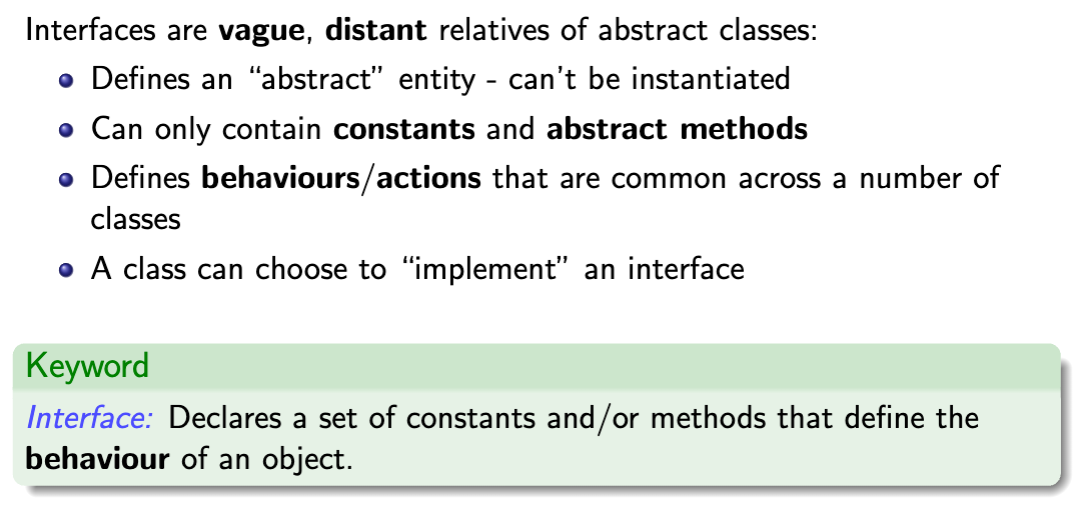 Interfaces are vague, distant relatives of abstract classes:
Defines an “abstract” entity - can't be instantiated
Can only contain constants and abstract methods
Defines behaviours/actions that are common across a number of
classes
A class can choose to “implement” an interface
Keyword
Interface: Declares a set of constants and/or methods that define the
behaviour of an object.